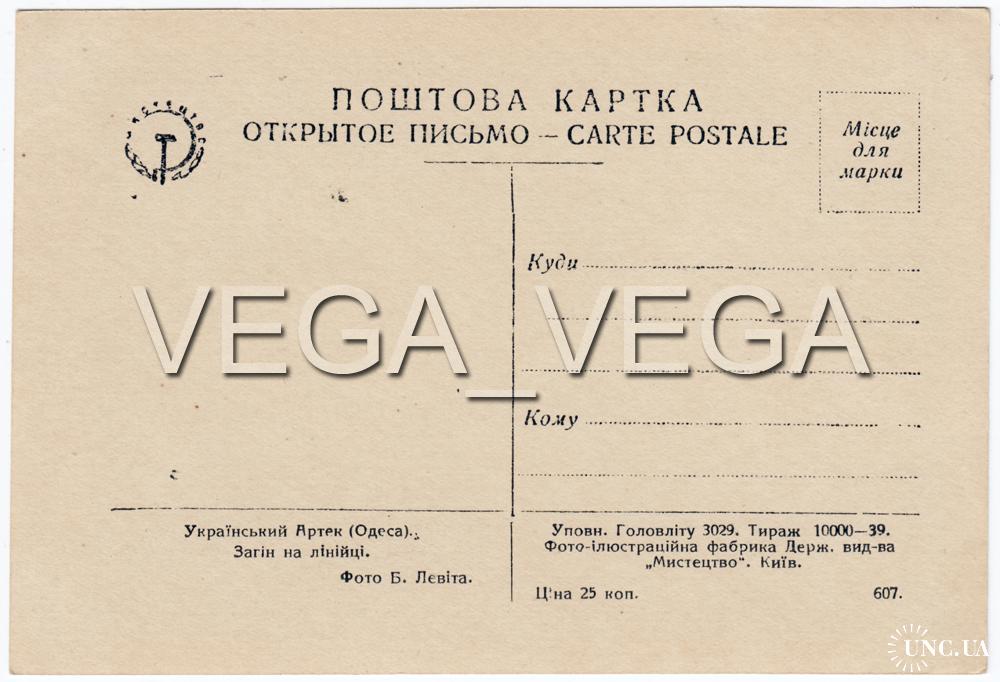 ПОШТОВА КАРТКА
ОТКРЫТОЕ ПИСЬМО — CARTE POSTALE
Місце
для
марки
Куди
VEGA_VEGA
Кому
Український Артек (Одеса).
Загін на лінійці.
Фото Б. Лєвіта.
Уповн. Головліту 3029. Тираж 10000—39.
Фото-ілюстраційна фабрика Держ. вид-ва
„Мистецтво“. Київ.
Ціна 25 коп.
607.
UNC.UA